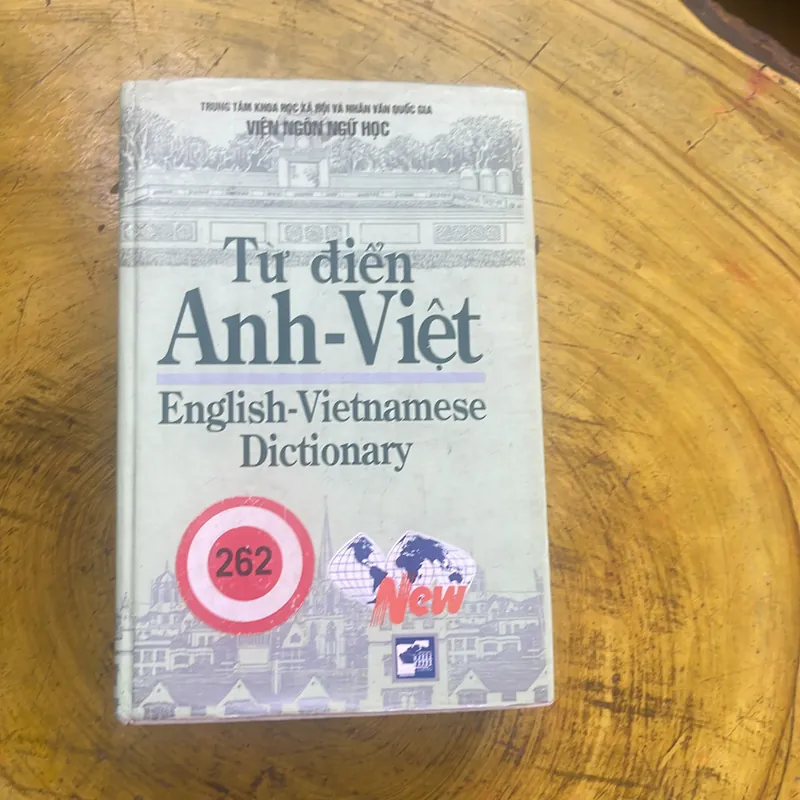 TRUNG TÂM KHOA HỌC XÃ HỘI VÀ NHÂN VĂN QUỐC GIA
VIỆN NGÔN NGỮ HỌC
Từ điển
Anh-Việt
English-Vietnamese
Dictionary
262
New